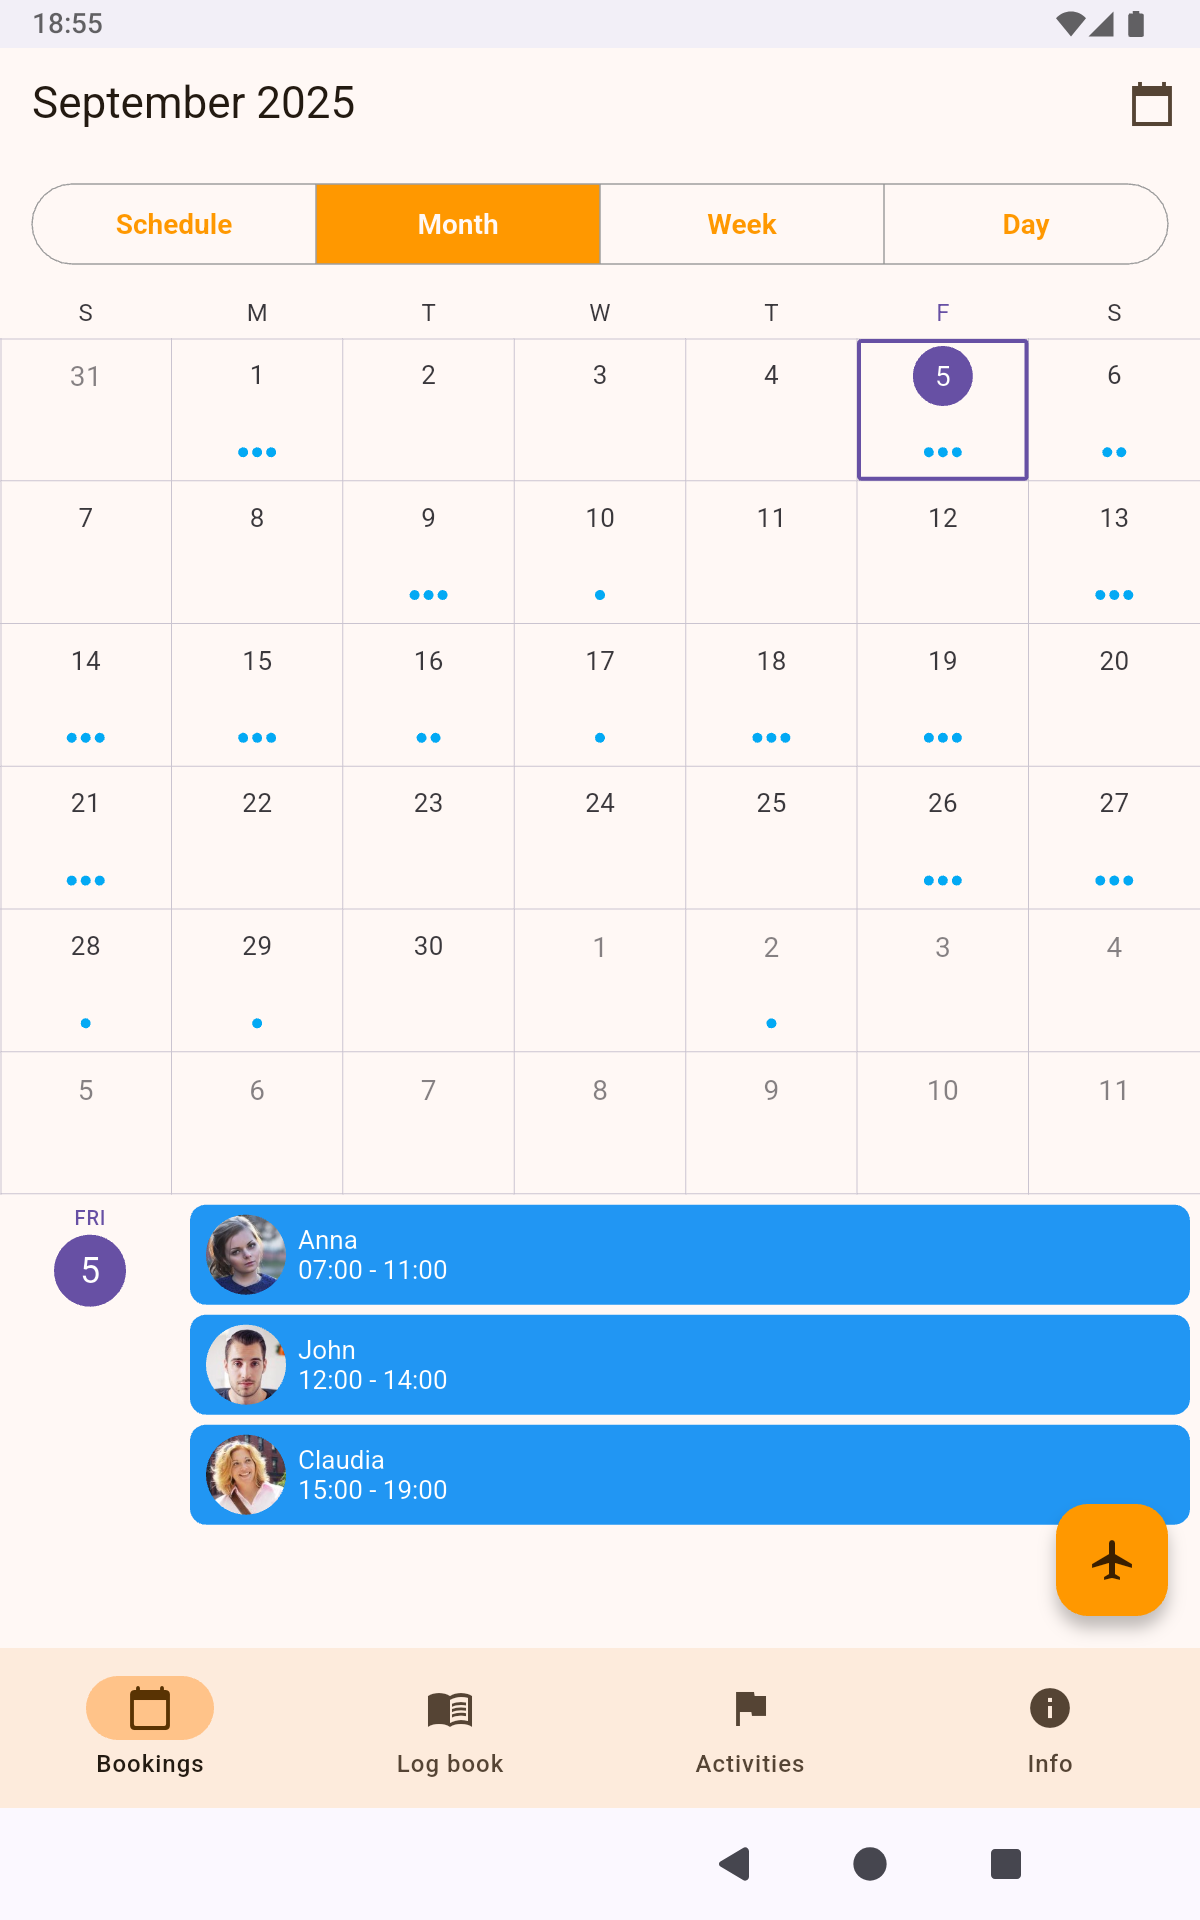 18:55
September 2025
Schedule Month Week Day
S M T W T F S
31 1 2 3 4 5 6
7 8 9 10 11 12 13
14 15 16 17 18 19 20
21 22 23 24 25 26 27
28 29 30 1 2 3 4
5 6 7 8 9 10 11
FRI
5
Anna
07:00 - 11:00
John
12:00 - 14:00
Claudia
15:00 - 19:00
Bookings Log book Activities Info